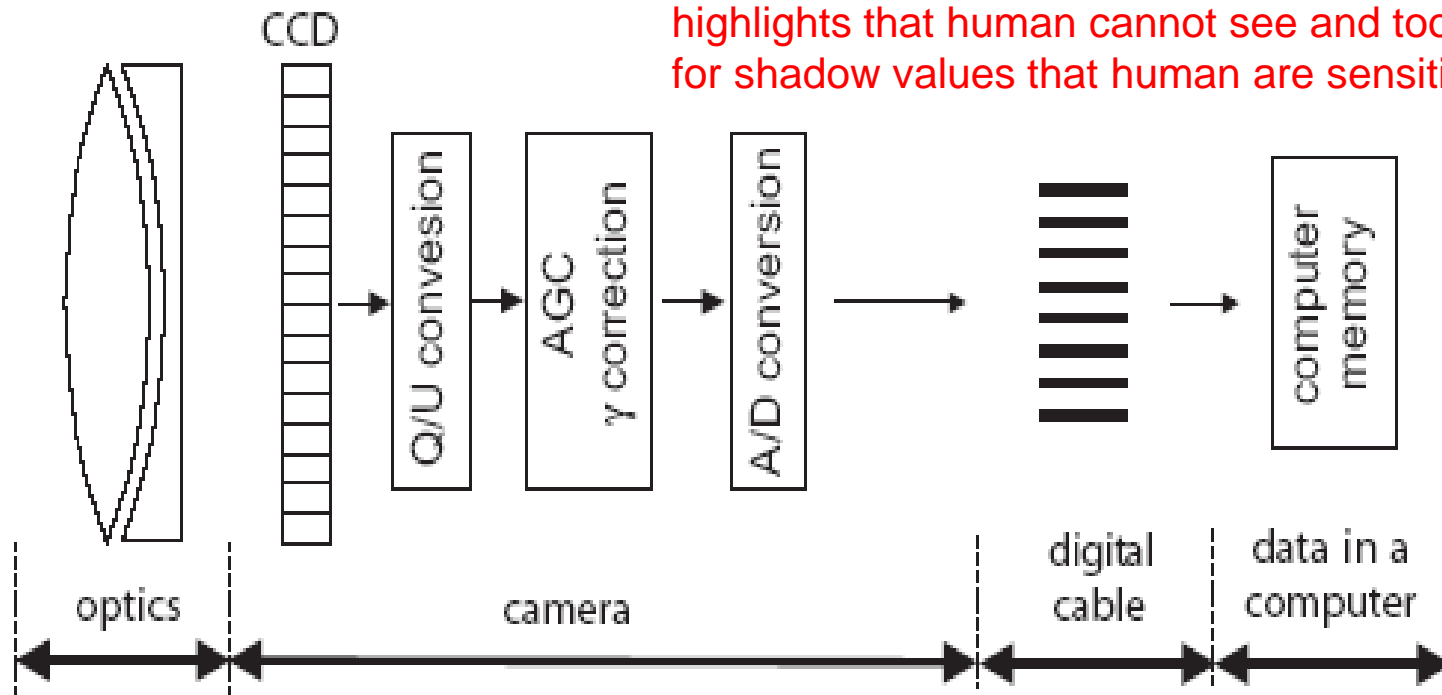 highlights that human cannot see and too
for shadow values that human are sensiti
CCD
Q/U convesion
AGC
γ correction
A/D conversion
computer
memory
optics
camera
digital
cable
data in a
computer